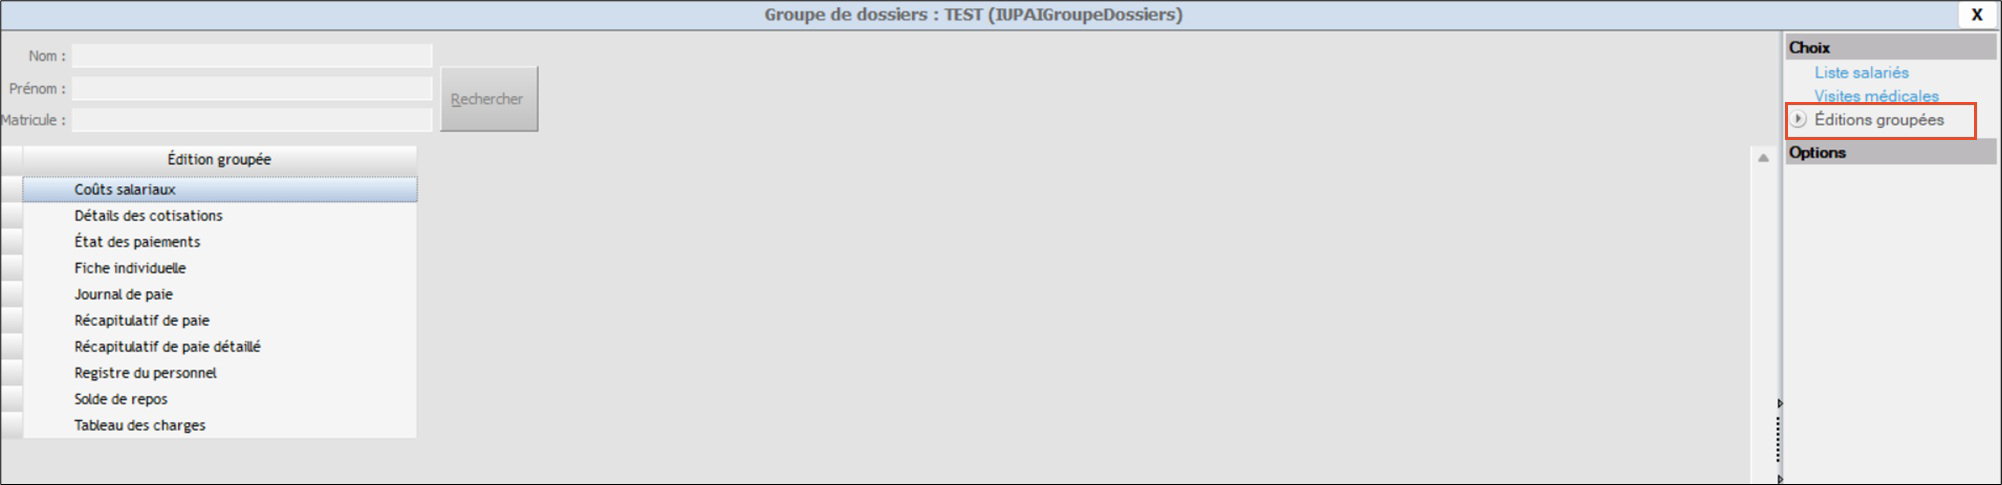 Groupe de dossiers : TEST (IUPAIGroupeDossiers)
X
Nom :
Prénom :
Matricule :
Rechercher
Édition groupée
Coûts salariaux
Détails des cotisations
État des paiements
Fiche individuelle
Journal de paie
Récapitulatif de paie
Récapitulatif de paie détaillé
Registre du personnel
Solde de repos
Tableau des charges
Choix
Liste salariés
Visites médicales
Éditions groupées
Options